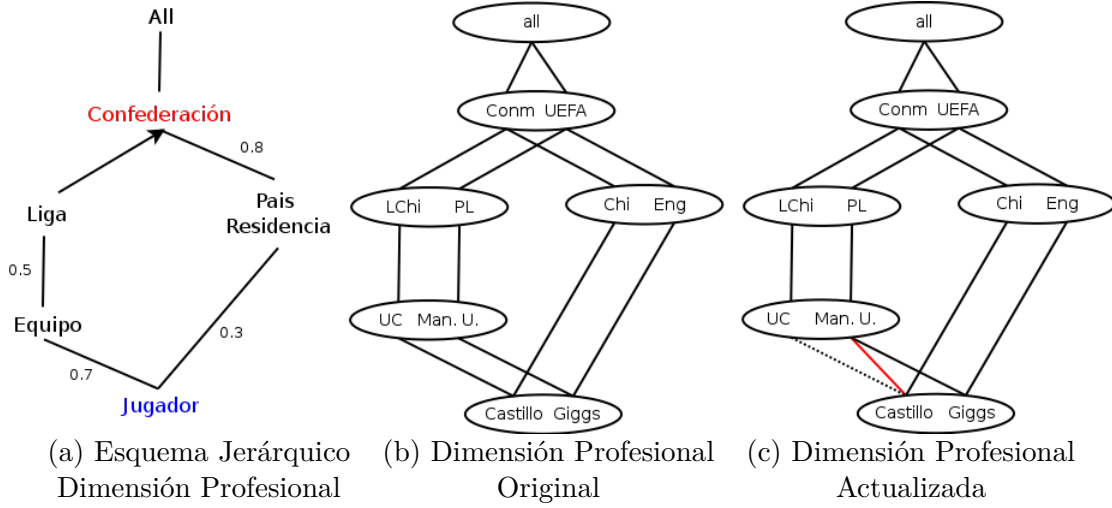 All
Confederación
0.8
Liga
Pais
Residencia
0.5
Equipo
0.3
0.7
Jugador
(a) Esquema Jerárquico
Dimensión Profesional
all
Conm UEFA
LChi PL
Chi Eng
UC Man. U.
Castillo Giggs
(b) Dimensión Profesional
Original
all
Conm UEFA
LChi PL
Chi Eng
UC Man. U.
Castillo Giggs
(c) Dimensión Profesional
Actualizada